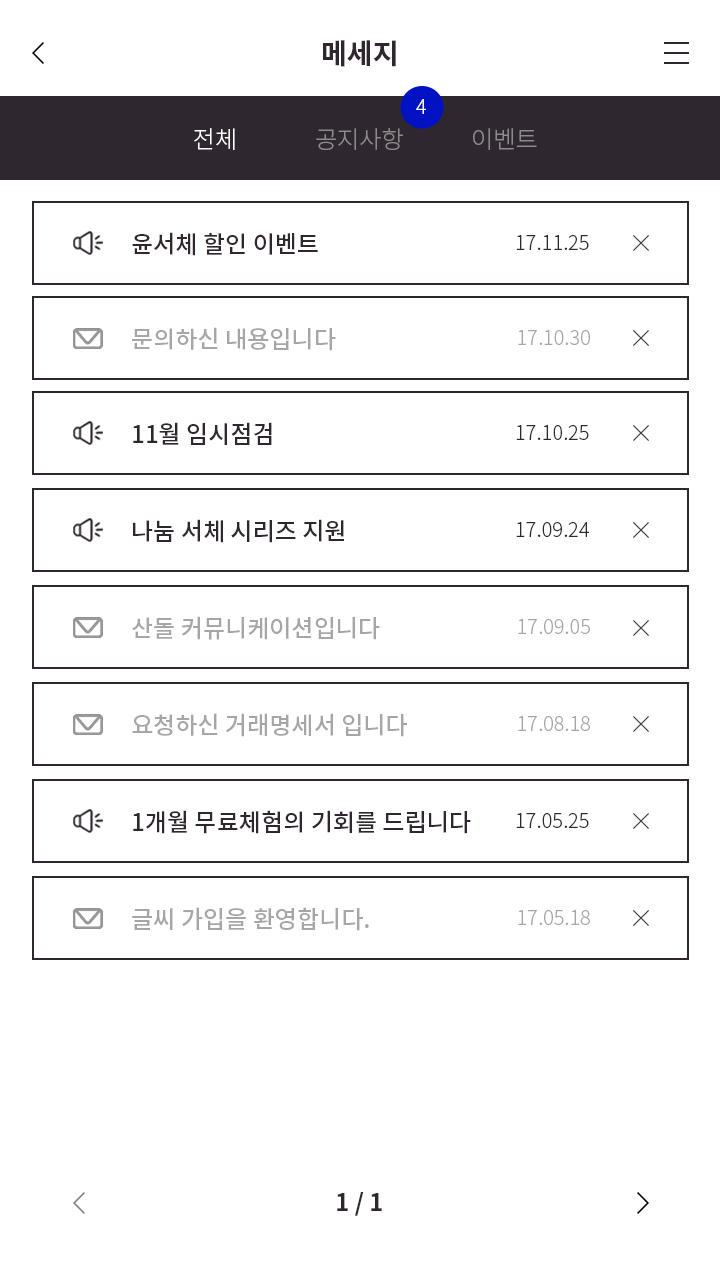 메세지
4
전체 공지사항 이벤트
윤서체 할인 이벤트 17.11.25
문의하신 내용입니다 17.10.30
11월 임시점검 17.10.25
나눔 서체 시리즈 지원 17.09.24
산돌 커뮤니케이션입니다 17.09.05
요청하신 거래명세서 입니다 17.08.18
1개월 무료체험의 기회를 드립니다 17.05.25
글씨 가입을 환영합니다. 17.05.18
1 / 1